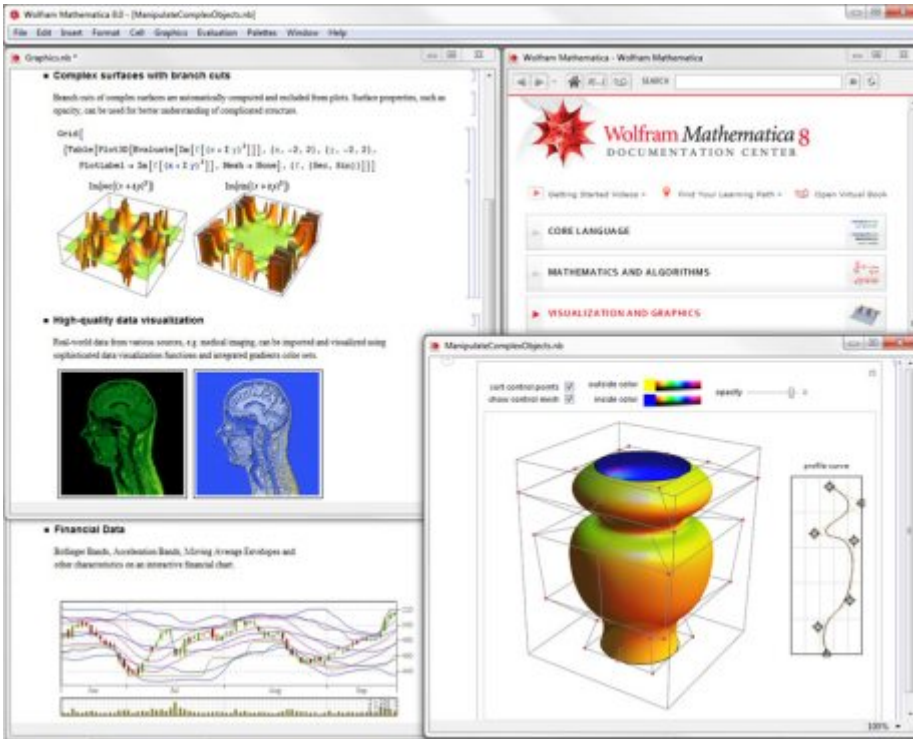 Wolfram Mathematica 8.0 - [ManipulateComplexObjects.nb]
File Edit Insert Format Cell Graphics Evaluation Palettes Window Help
Graphics.nb *
Complex surfaces with branch cuts
Branch cuts of complex surfaces are automatically computed and excluded from plots. Surface properties, such as
opacity, can be used for better understanding of complicated structure.
Grid[
High-quality data visualization
Real-world data from various sources, e.g. medical imaging, can be imported and visualized using
sophisticated data visualization functions and integrated gradients color sets.
Financial Data
Bollinger Bands, Acceleration Bands, Moving Average Envelopes and
other characteristics on an interactive financial chart.
Jul
Aug
Sep
Wolfram Mathematica - Wolfram Mathematica
SEARCH
Wolfram Mathematica 8
DOCUMENTATION CENTER
Getting Started Videos »
Find Your Learning Path »
Open Virtual Book
CORE LANGUAGE
MATHEMATICS AND ALGORITHMS
VISUALIZATION AND GRAPHICS
ManipulateComplexObjects.nb
outside color
show control mesh
inside color
opacity
profile curve
100%